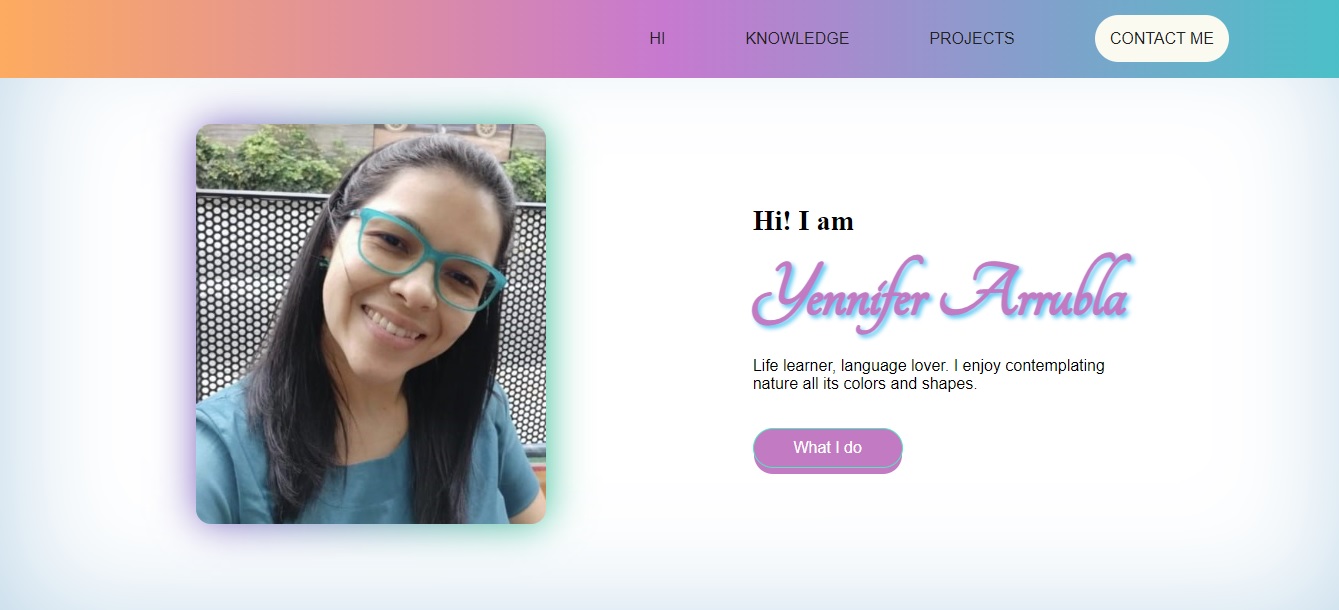 HI
KNOWLEDGE
PROJECTS
CONTACT ME
Hi! I am
Yennifer Arrubla
Life learner, language lover. I enjoy contemplating
nature all its colors and shapes.
What I do